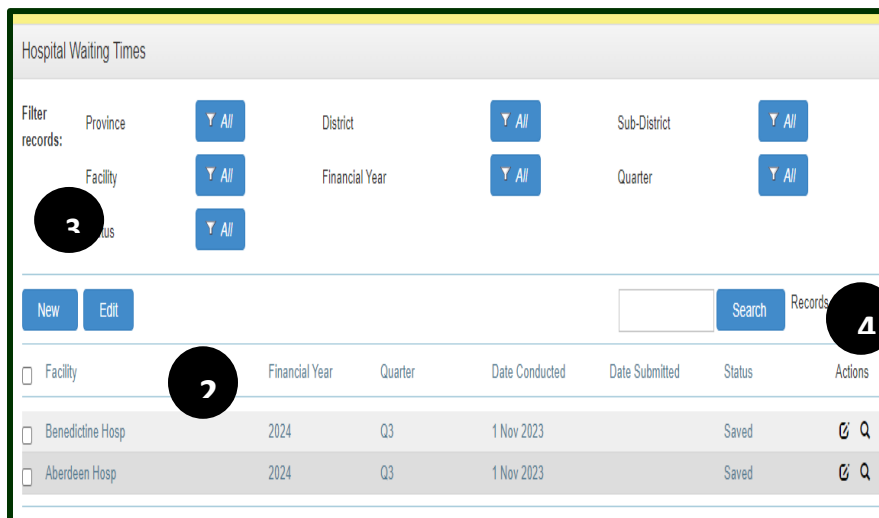 Hospital Waiting Times
Filter records:
Province All District All Sub-District All
Facility All Financial Year All Quarter All
3 tus All
New Edit Search Records 4
Facility 2 Financial Year Quarter Date Conducted Date Submitted Status Actions
Benedictine Hosp 2024 Q3 1 Nov 2023 Saved
Aberdeen Hosp 2024 Q3 1 Nov 2023 Saved